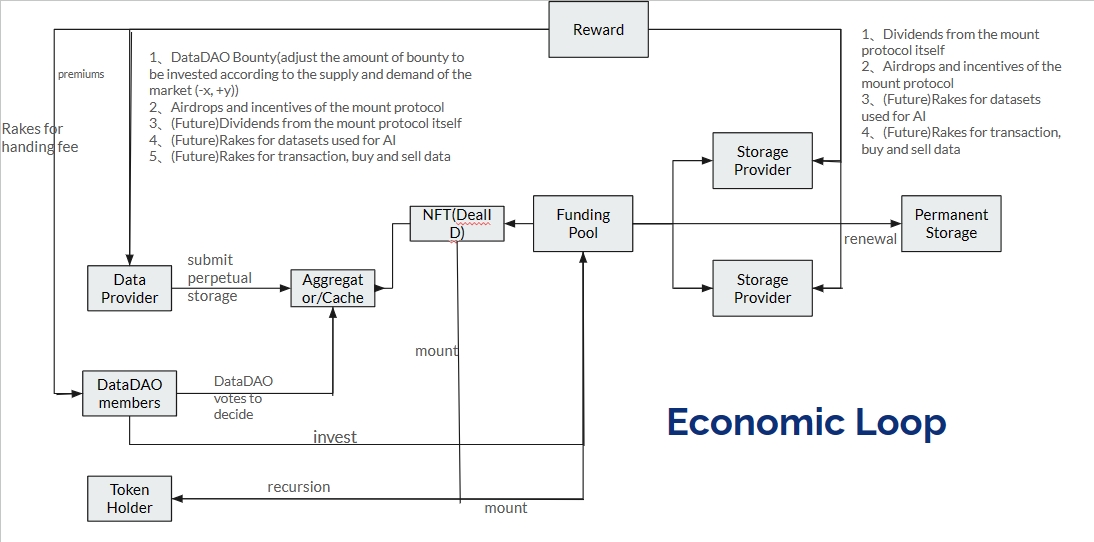 Reward
premiums
Rakes for
handing fee
1、DataDAO Bounty(adjust the amount of bounty to
be invested according to the supply and demand of the
market (-x, +y))
2、Airdrops and incentives of the mount protocol
3、(Future)Dividends from the mount protocol itself
4、(Future)Rakes for datasets used for AI
5、(Future)Rakes for transaction, buy and sell data
1、Dividends from the mount
protocol itself
2、Airdrops and incentives of the
mount protocol
3、(Future)Rakes for datasets
used for AI
4、(Future)Rakes for transaction,
buy and sell data
Storage
Provider
NFT(DealI
D)
Funding
Pool
Permanent
Storage
renewal
Data
Provider
submit
perpetual
storage
Aggregat
or/Cache
Storage
Provider
mount
DataDAO
members
DataDAO
votes to
decide
Economic Loop
invest
Token
Holder
recursion
mount